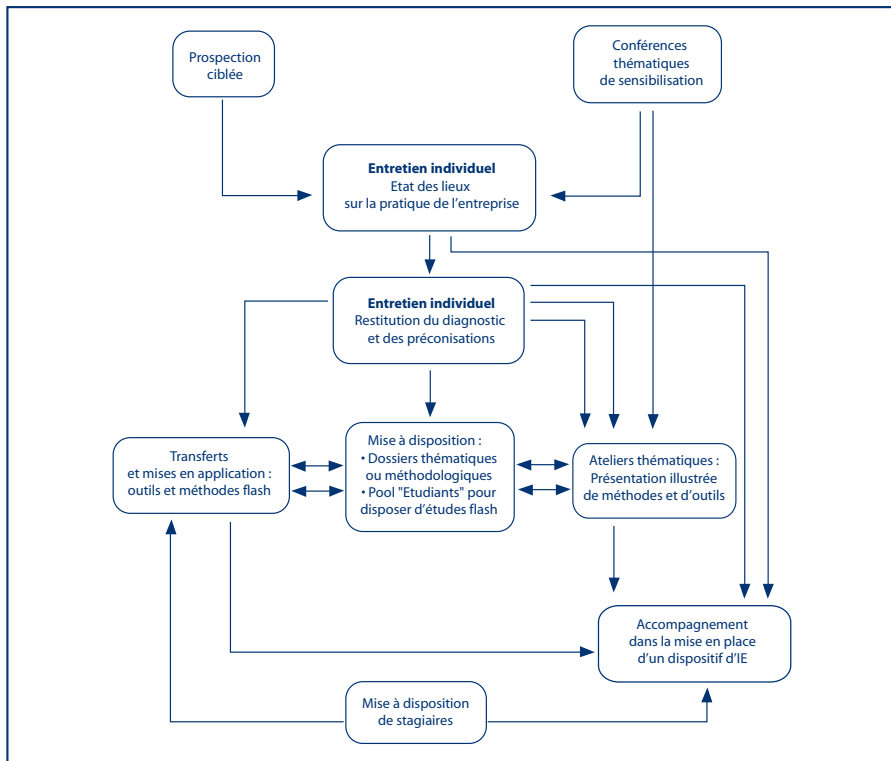 Prospection
ciblée
Conférences
thématiques
de sensibilisation
Entretien individuel
Etat des lieux
sur la pratique de l'entreprise
Entretien individuel
Restitution du diagnostic
et des préconisations
Transferts
et mises en application :
outils et méthodes flash
Mise à disposition :
• Dossiers thématiques
ou méthodologiques
• Pool "Etudiants" pour
disposer d'études flash
Ateliers thématiques :
Présentation illustrée
de méthodes et d'outils
Accompagnement
dans la mise en place
d'un dispositif d'IE
Mise à disposition
de stagiaires